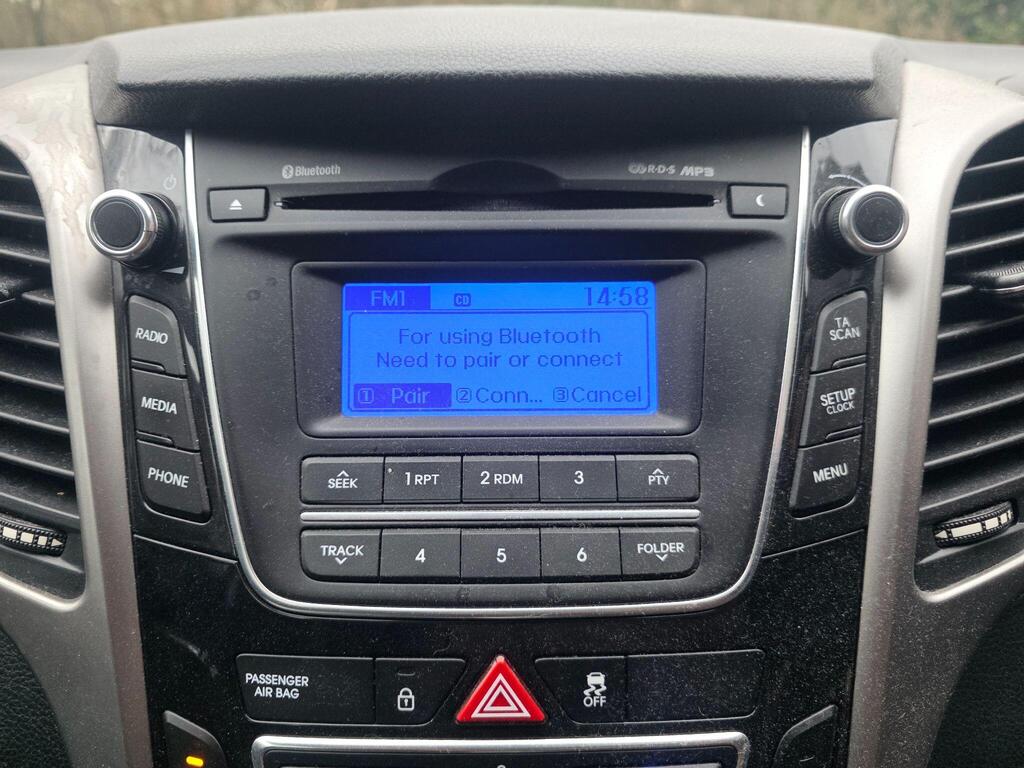 Bluetooth
R·D·S MP3
FM1 CD 14:58
For using Bluetooth
Need to pair or connect
1 Pair 2 Conn... 3 Cancel
RADIO
MEDIA
PHONE
TA
SCAN
SETUP
CLOCK
MENU
SEEK 1 RPT 2 RDM 3 PTY
TRACK 4 5 6 FOLDER
PASSENGER
AIR BAG
OFF